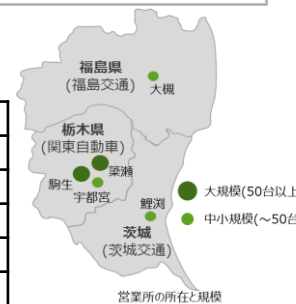 福島県
(福島交通)
大槻
栃木県
(関東自動車)
簗瀬
駒生
宇都宮
鯉渕
茨城
(茨城交通)
大規模(50台以上
中小規模(～50台
営業所の所在と規模